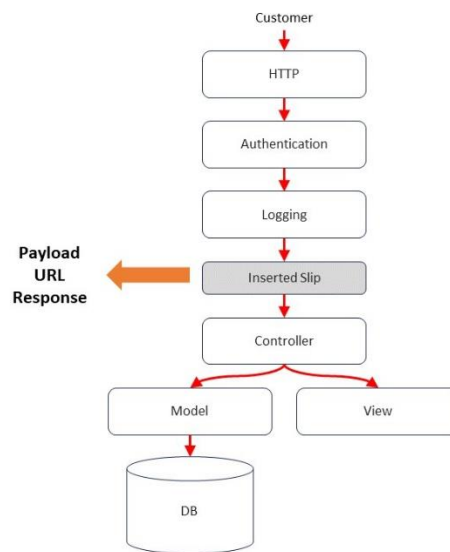 Customer
HTTP
Authentication
Logging
Payload
URL
Response
Inserted Slip
Controller
Model
View
DB